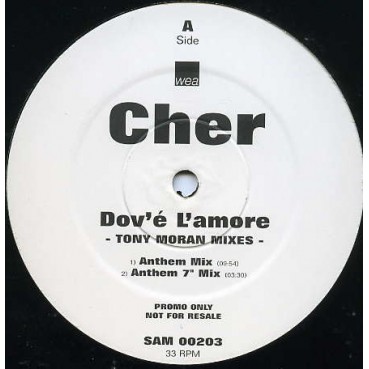 A
Side
wea
Cher
Dov'é L'amore
- TONY MORAN MIXES -
1) Anthem Mix (09:54)
2) Anthem 7" Mix (03:30)
PROMO ONLY
NOT FOR RESALE
SAM 00203
33 RPM